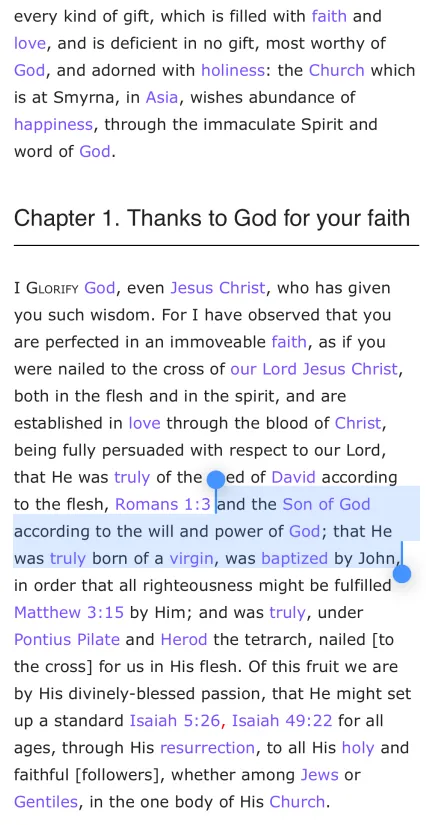 every kind of gift, which is filled with faith and
love, and is deficient in no gift, most worthy of
God, and adorned with holiness: the Church which
is at Smyrna, in Asia, wishes abundance of
happiness, through the immaculate Spirit and
word of God.
Chapter 1. Thanks to God for your faith
I Glorify God, even Jesus Christ, who has given
you such wisdom. For I have observed that you
are perfected in an immoveable faith, as if you
were nailed to the cross of our Lord Jesus Christ,
both in the flesh and in the spirit, and are
established in love through the blood of Christ,
being fully persuaded with respect to our Lord,
that He was truly of the ed of David according
to the flesh, Romans 1:3 and the Son of God
according to the will and power of God; that He
was truly born of a virgin, was baptized by John,
in order that all righteousness might be fulfilled
Matthew 3:15 by Him; and was truly, under
Pontius Pilate and Herod the tetrarch, nailed [to
the cross] for us in His flesh. Of this fruit we are
by His divinely-blessed passion, that He might set
up a standard Isaiah 5:26, Isaiah 49:22 for all
ages, through His resurrection, to all His holy and
faithful [followers], whether among Jews or
Gentiles, in the one body of His Church.